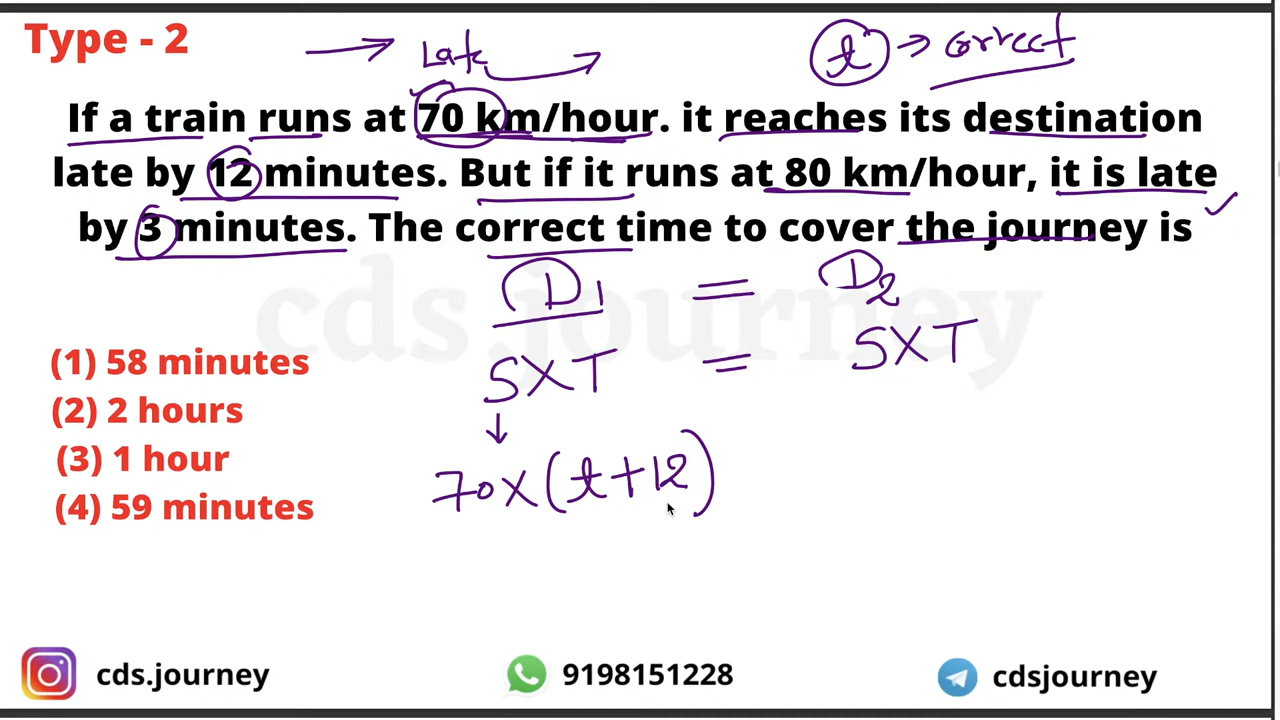 Type - 2
Late
t → correct
If a train runs at 70 km/hour. it reaches its destination
late by 12 minutes. But if it runs at 80 km/hour, it is late
by 3 minutes. The correct time to cover the journey is
cds.journey
D1 = D2
S×T = S×T
70×(t+12)
(1) 58 minutes
(2) 2 hours
(3) 1 hour
(4) 59 minutes
cds.journey
9198151228
cdsjourney